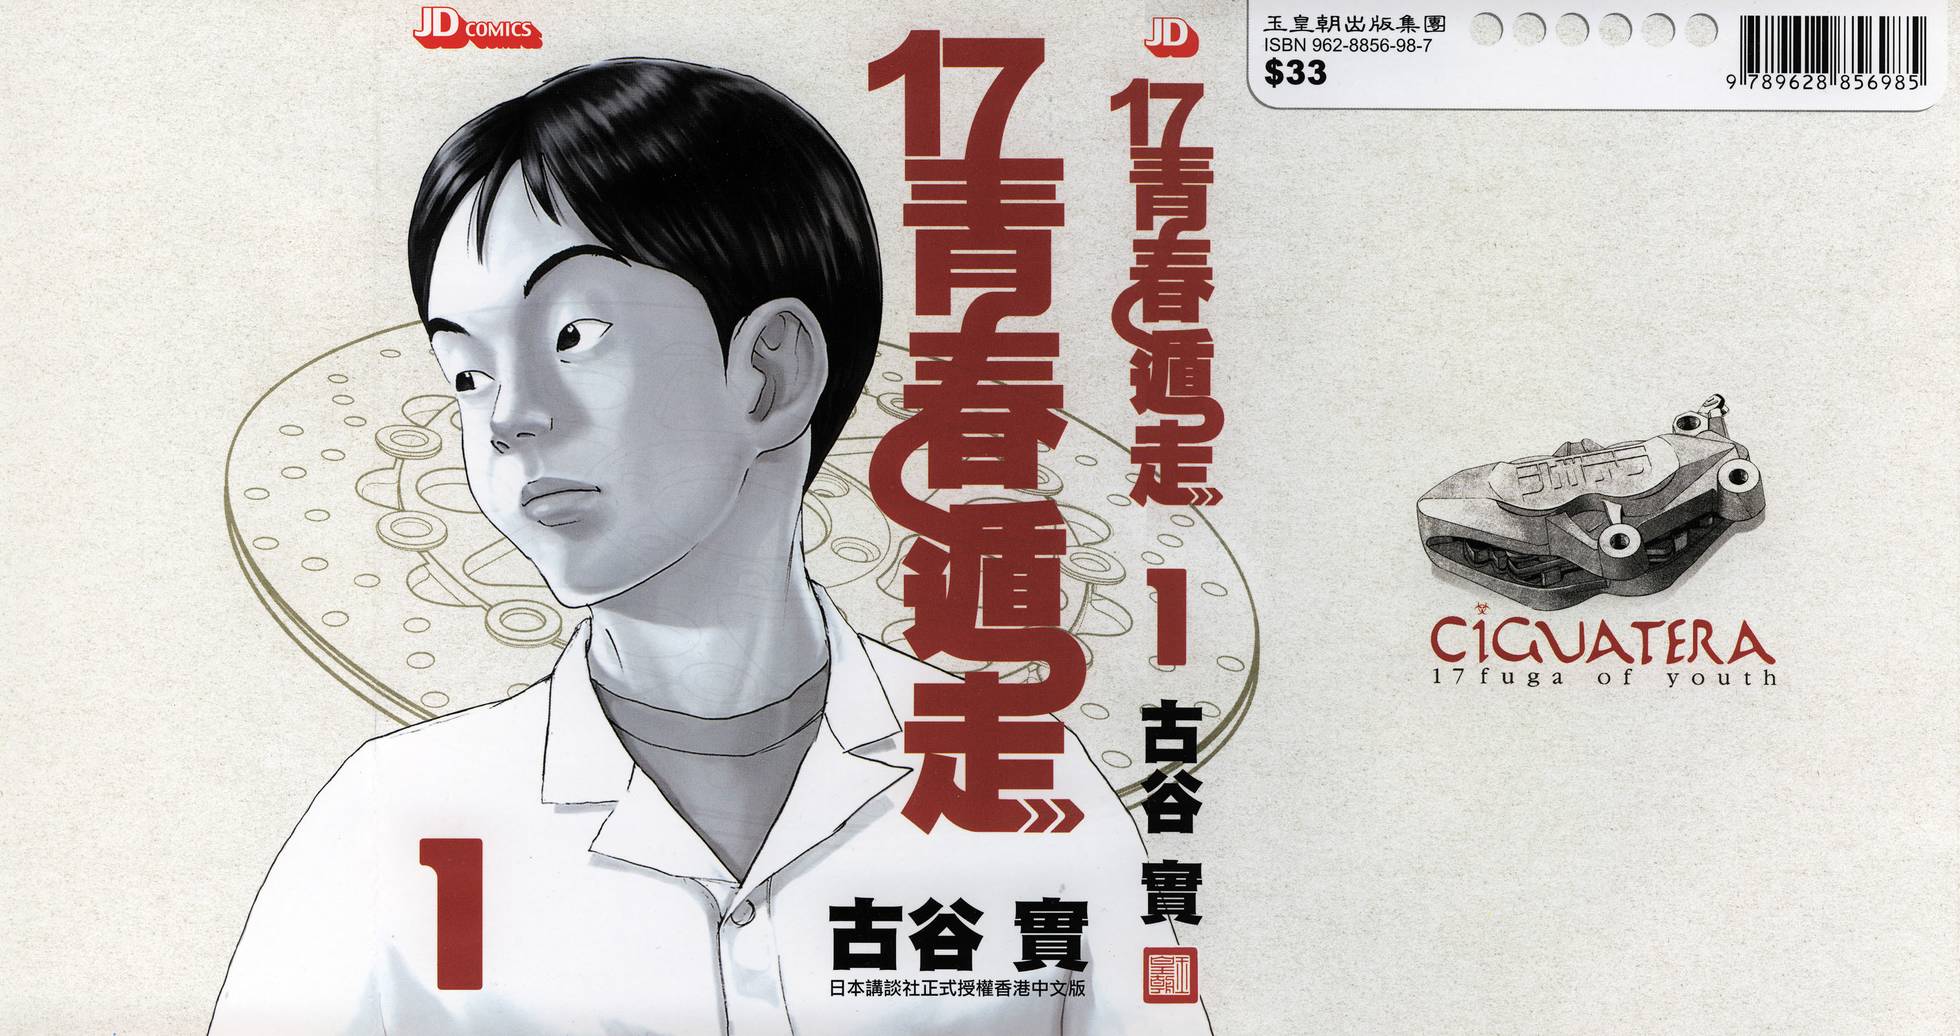 JD COMICS
17青春遁走
1
古谷 實
日本講談社正式授權香港中文版
JD
17青春遁走
1
古谷 實
玉皇朝
玉皇朝出版集團
ISBN 962-8856-98-7
$33
9 789628 856985
CIGUATERA
17 fuga of youth